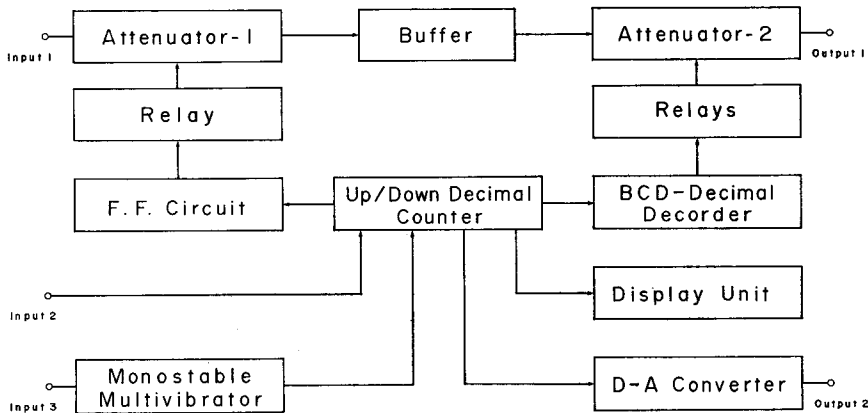 Attenuator-1
Buffer
Attenuator-2
Input 1
Output 1
Relay
Relays
F. F. Circuit
Up/Down Decimal
Counter
BCD-Decimal
Decorder
Display Unit
Input 2
Monostable
Multivibrator
D-A Converter
Input 3
Output 2